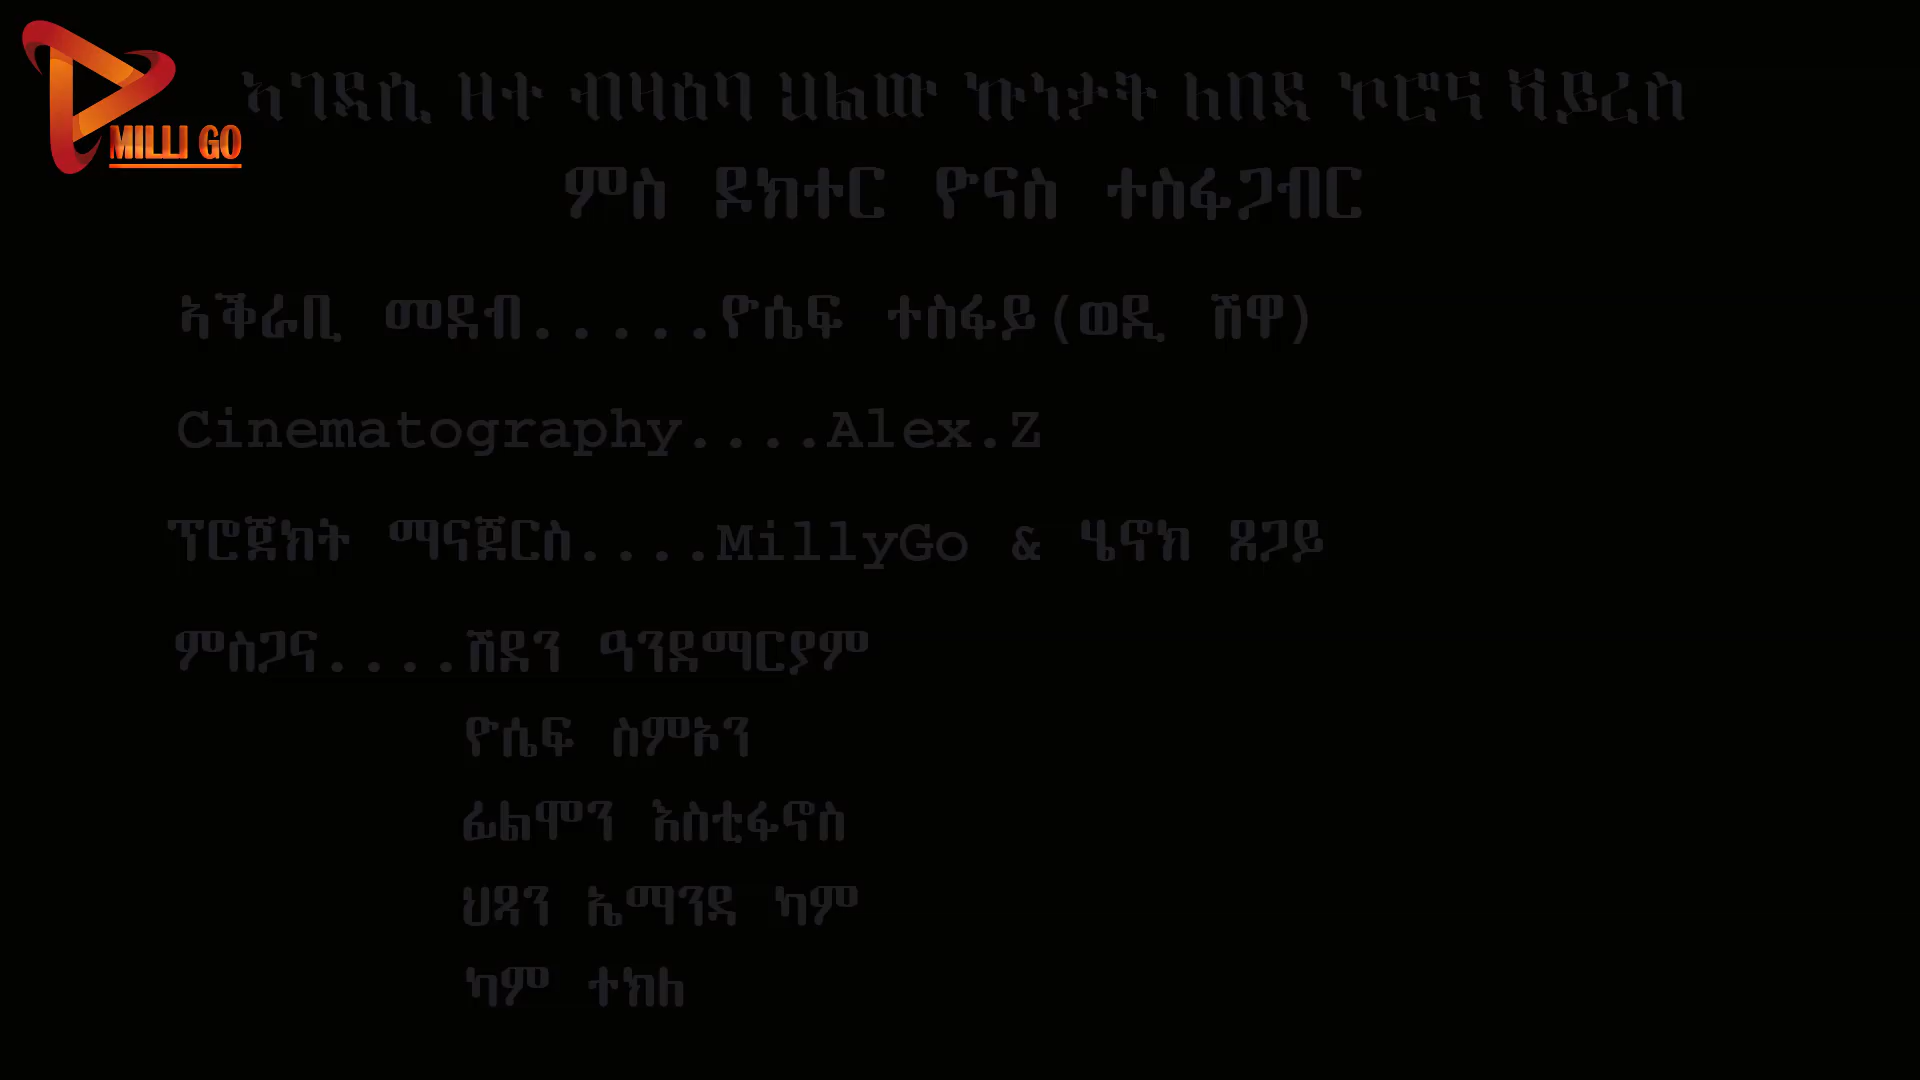 MILLI GO
ኣገዳሲ ዘተ ብዛዕባ ህልው ኩነታት ለበዳ ኮሮና ቫይረስ
ምስ ዶክተር ዮናስ ተስፋጋብር
ኣቕራቢ መደብ.....ዮሴፍ ተስፋይ(ወዲ ሸዋ)
Cinematography....Alex.Z
ፕሮጀክት ማናጀርስ....MillyGo & ሄኖክ ጸጋይ
ምስጋና....ሽደን ዓንደማርያም
ዮሴፍ ስምኦን
ፊልሞን እስቲፋኖስ
ህጻን ኤማንዳ ካም
ካም ተክለ